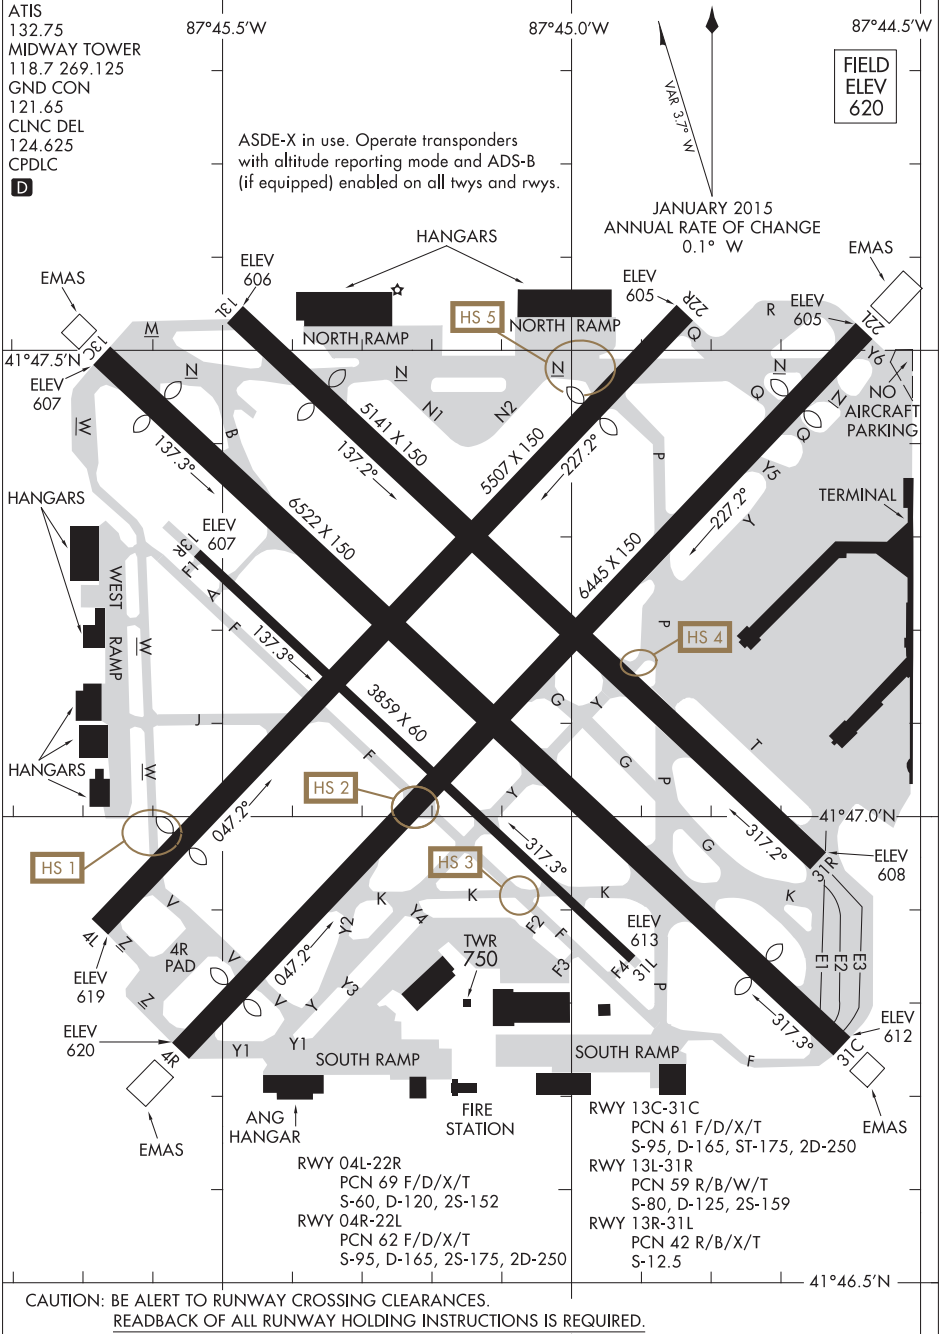 ATIS
132.75
MIDWAY TOWER
118.7 269.125
GND CON
121.65
CLNC DEL
124.625
CPDLC
D
87°45.5'W
87°45.0'W
87°44.5'W
VAR 3.7° W
FIELD
ELEV
620
ASDE-X in use. Operate transponders
with altitude reporting mode and ADS-B
(if equipped) enabled on all twys and rwys.
JANUARY 2015
ANNUAL RATE OF CHANGE
0.1° W
HANGARS
EMAS
ELEV
606
ELEV
605
EMAS
R
ELEV
605
13L
22R
22L
HS 5
NORTH RAMP
NORTH RAMP
M
Q
13C
41°47.5'N
ELEV
607
N
N
N
N
Y6
NO
AIRCRAFT
PARKING
W
B
N1
N2
Q
Q
N
137.3°
5141 X 150
137.2°
5507 X 150
227.2°
P
Y5
Y
227.2°
TERMINAL
HANGARS
6522 X 150
ELEV
607
13R
F1
A
F
6445 X 150
WEST
RAMP
W
137.3°
P
HS 4
J
3859 X 60
G
Y
F
G
T
P
HANGARS
W
HS 2
Y
047.2°
41°47.0'N
HS 1
317.3°
G
317.2°
31R
ELEV
608
HS 3
K
K
K
K
V
Y2
Y4
F2
F
4L
Z
4R
PAD
V
047.2°
TWR
750
ELEV
613
F3
F4
31L
E1
E2
E3
ELEV
619
Z
V
Y
Y3
P
317.3°
ELEV
620
4R
Y1
Y1
SOUTH RAMP
SOUTH RAMP
F
31C
ELEV
612
EMAS
ANG
HANGAR
FIRE
STATION
EMAS
RWY 04L-22R
PCN 69 F/D/X/T
S-60, D-120, 2S-152
RWY 04R-22L
PCN 62 F/D/X/T
S-95, D-165, 2S-175, 2D-250
RWY 13C-31C
PCN 61 F/D/X/T
S-95, D-165, ST-175, 2D-250
RWY 13L-31R
PCN 59 R/B/W/T
S-80, D-125, 2S-159
RWY 13R-31L
PCN 42 R/B/X/T
S-12.5
41°46.5'N
CAUTION: BE ALERT TO RUNWAY CROSSING CLEARANCES.
READBACK OF ALL RUNWAY HOLDING INSTRUCTIONS IS REQUIRED.